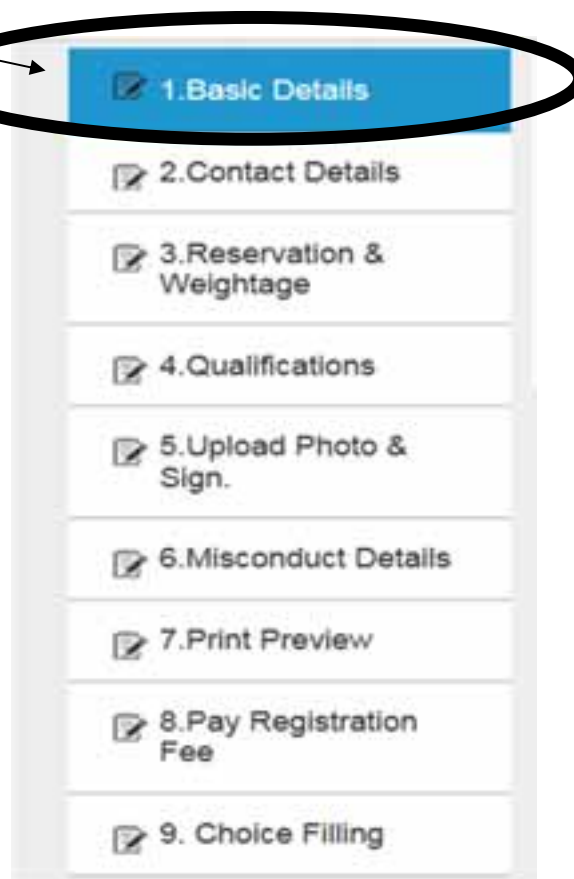 1.Basic Details
2.Contact Details
3.Reservation &
Weightage
4.Qualifications
5.Upload Photo &
Sign.
6.Misconduct Details
7.Print Preview
8.Pay Registration
Fee
9. Choice Filling